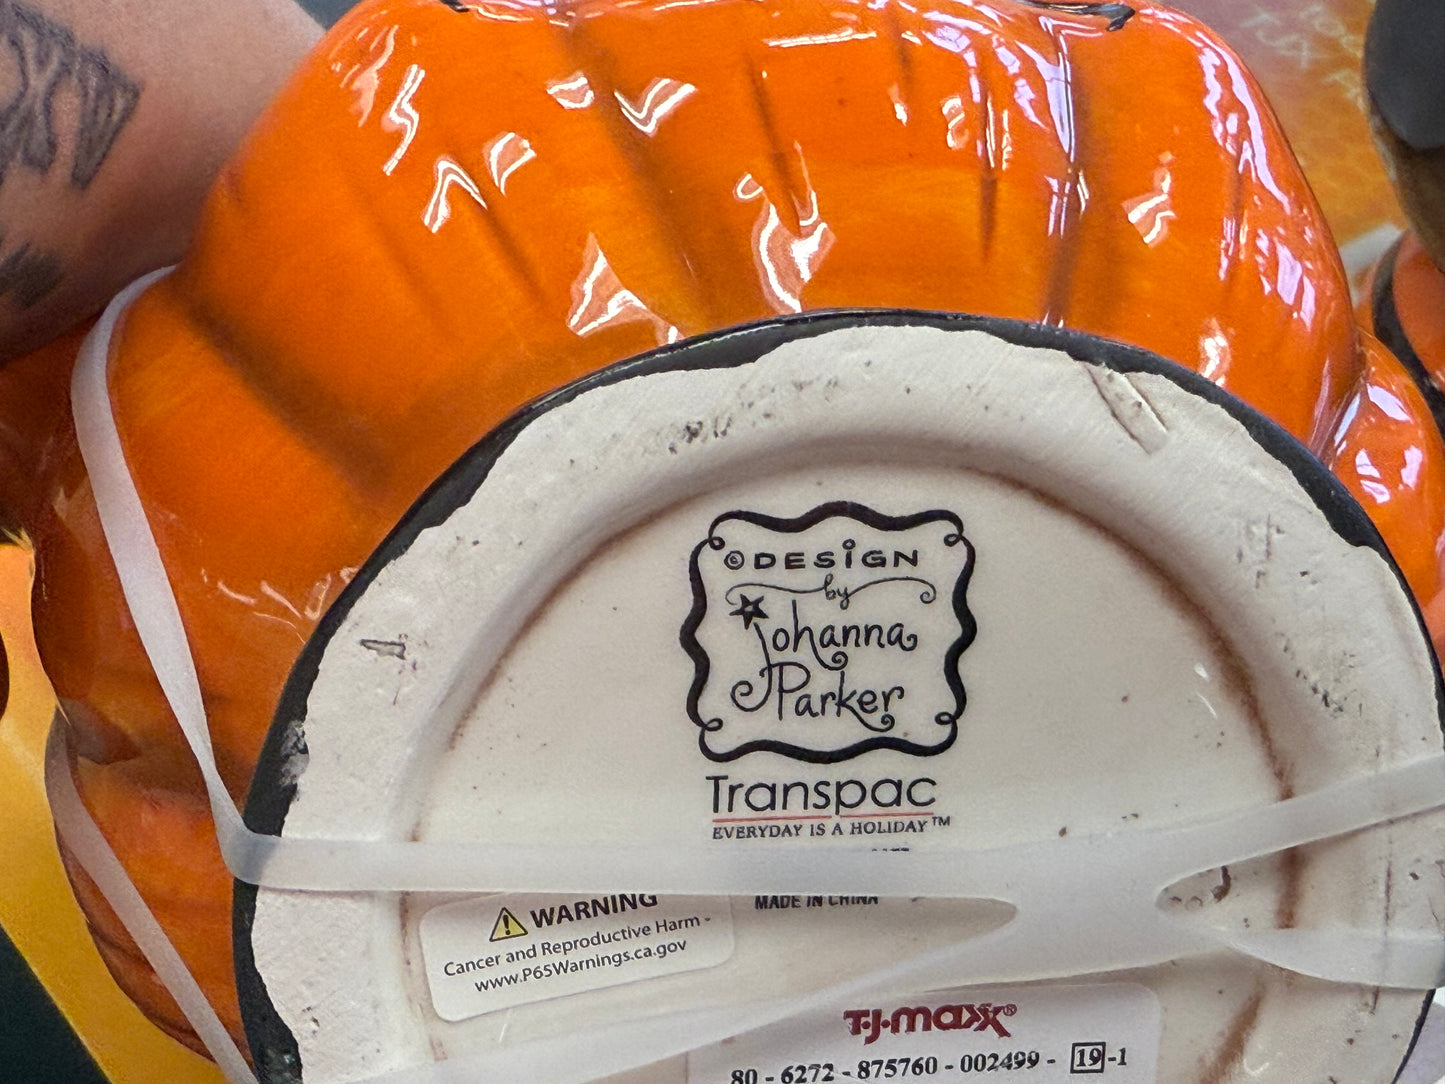 © DESIGN
by
Johanna
Parker
Transpac
EVERYDAY IS A HOLIDAY™
MADE IN CHINA
WARNING
Cancer and Reproductive Harm -
www.P65Warnings.ca.gov
T·J·maxx®
80 - 6272 - 875760 - 002499 - 19 -1